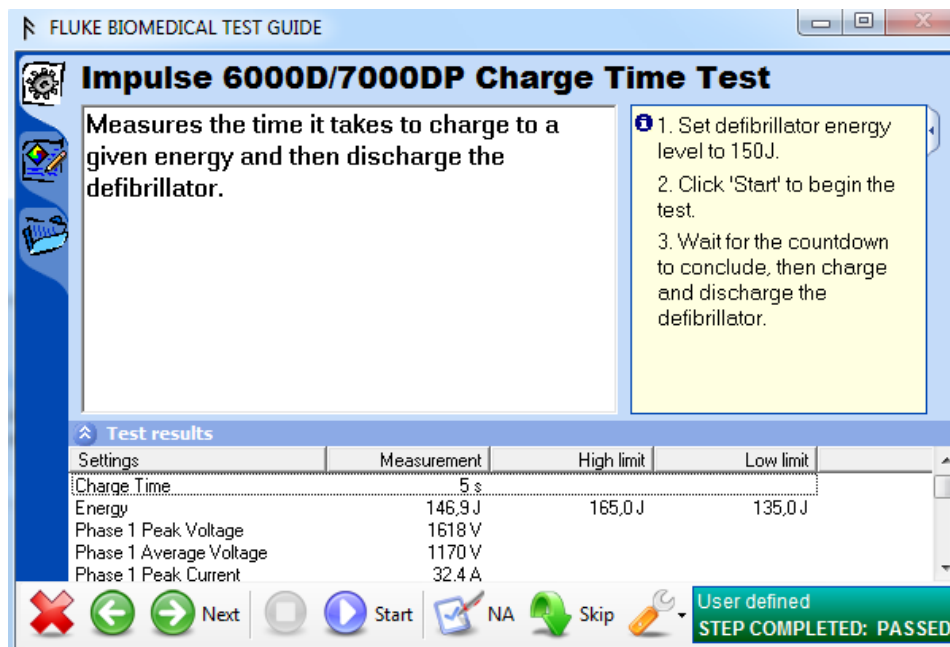 FLUKE BIOMEDICAL TEST GUIDE
Impulse 6000D/7000DP Charge Time Test
Measures the time it takes to charge to a
given energy and then discharge the
defibrillator.
1. Set defibrillator energy
level to 150J.
2. Click 'Start' to begin the
test.
3. Wait for the countdown
to conclude, then charge
and discharge the
defibrillator.
Test results
Settings Measurement High limit Low limit
Charge Time 5 s
Energy 146,9 J 165,0 J 135,0 J
Phase 1 Peak Voltage 1618 V
Phase 1 Average Voltage 1170 V
Phase 1 Peak Current 32.4 A
Next Start NA Skip
User defined
STEP COMPLETED: PASSED